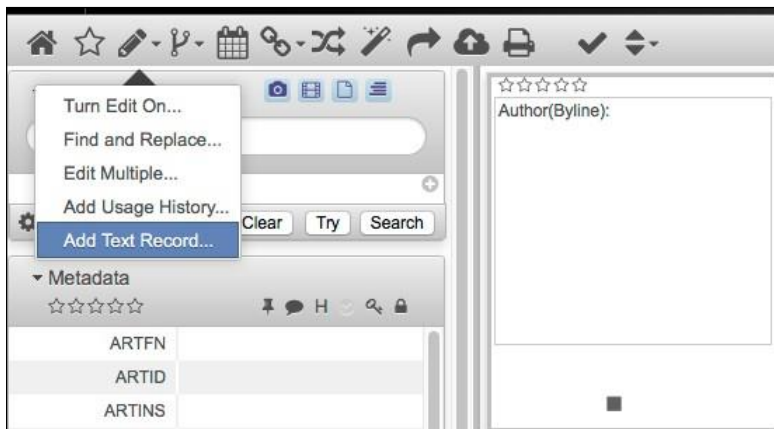 Turn Edit On...
Find and Replace...
Edit Multiple...
Add Usage History...
Add Text Record...
Clear Try Search
Metadata
H
ARTFN
ARTID
ARTINS
Author(Byline):